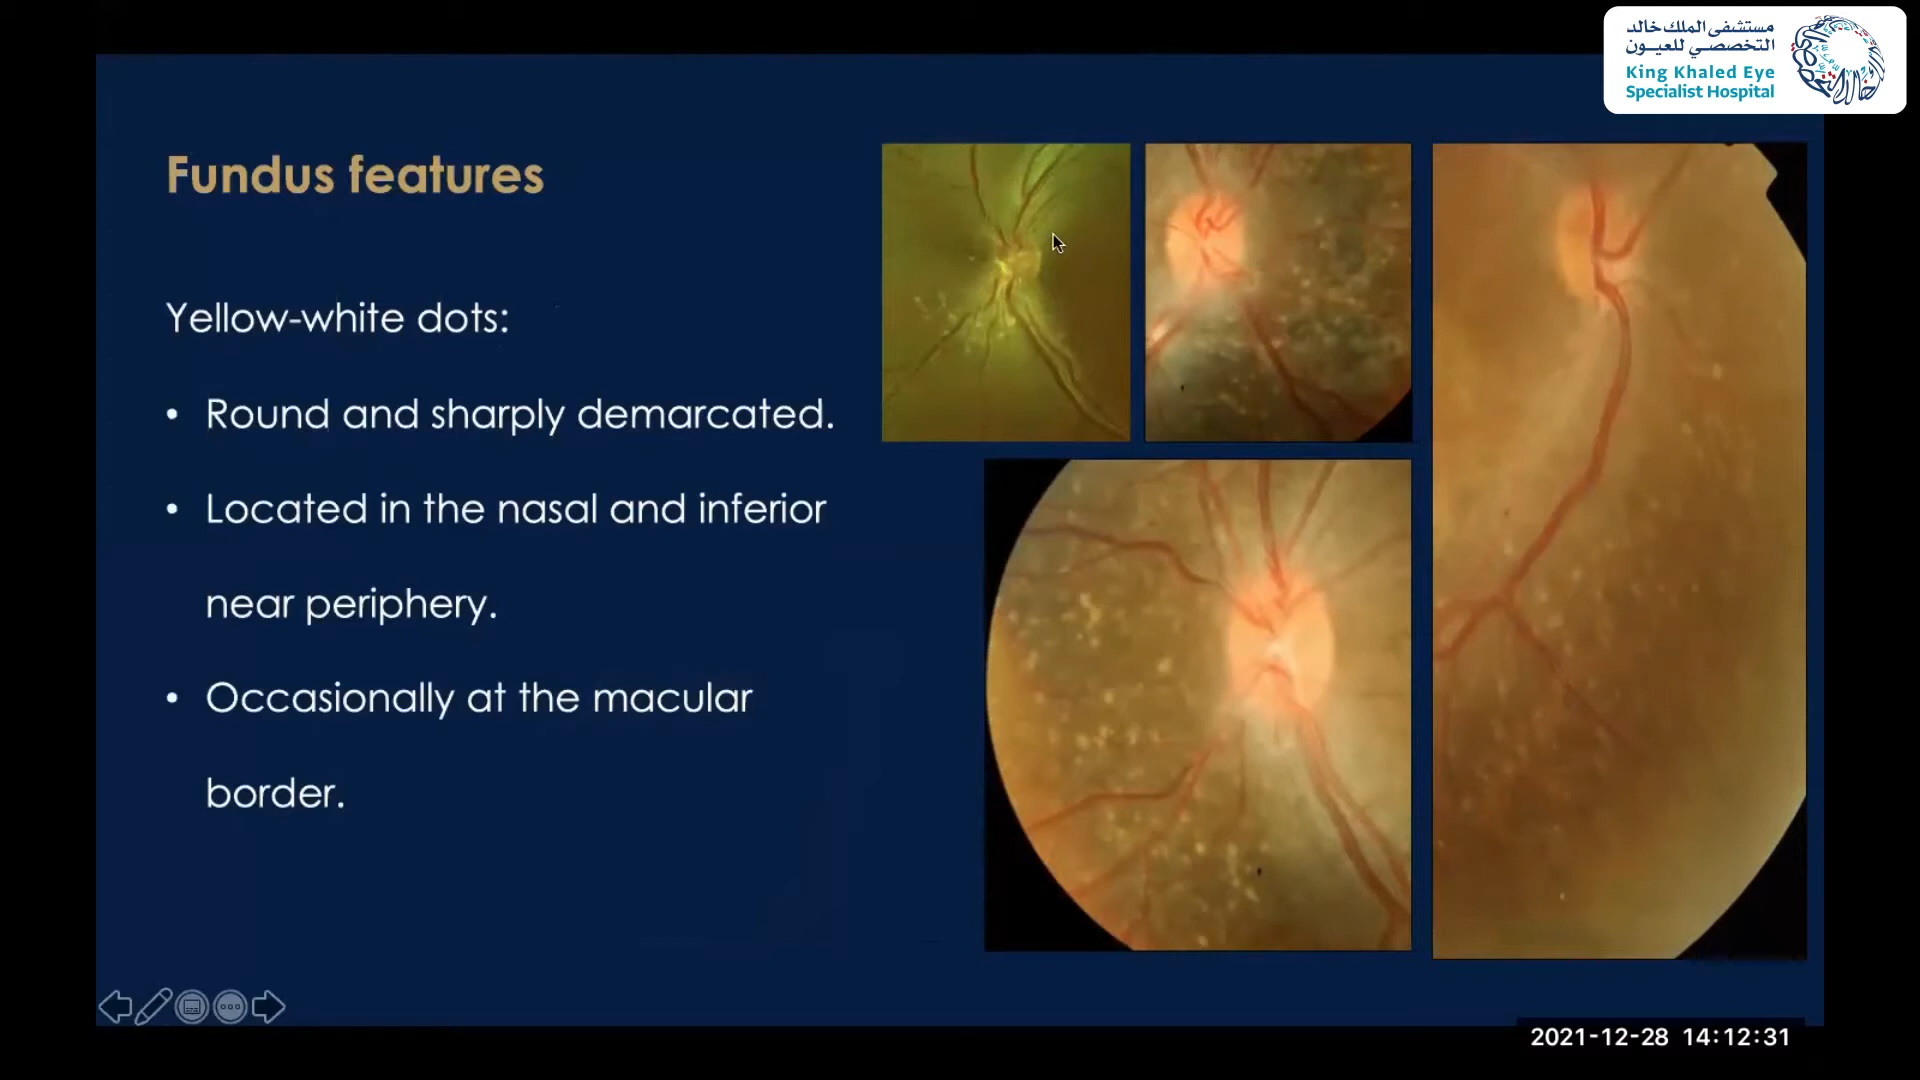 مستشفى الملك خالد
التخصصي للعيون
King Khaled Eye
Specialist Hospital
Fundus features
Yellow-white dots:
• Round and sharply demarcated.
• Located in the nasal and inferior
near periphery.
• Occasionally at the macular
border.
2021-12-28 14:12:31